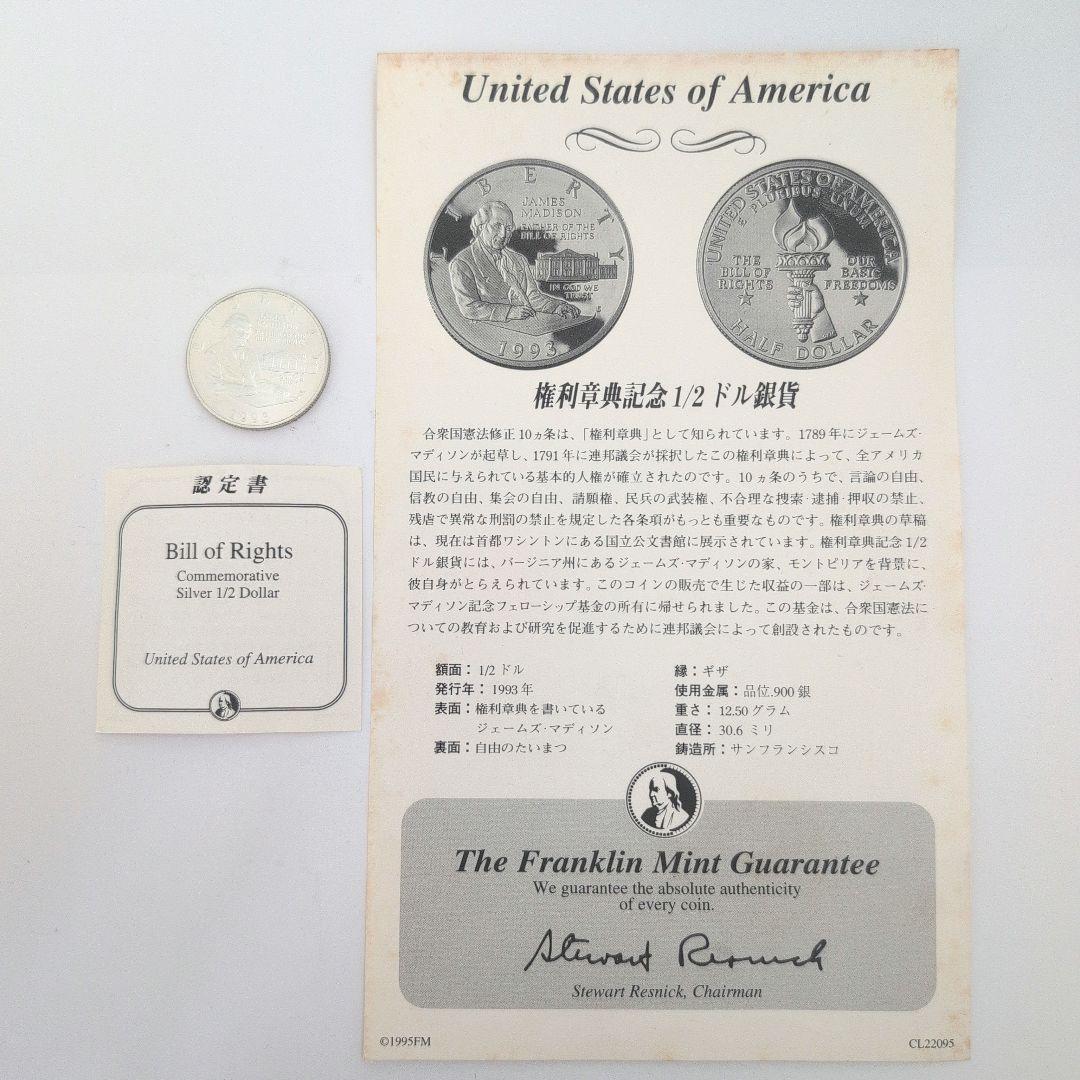 United States of America
LIBERTY
JAMES
MADISON
FATHER OF THE
BILL OF RIGHTS
IN GOD WE
TRUST
S
1993
UNITED STATES OF AMERICA
E PLURIBUS UNUM
THE
BILL OF
RIGHTS
OUR
BASIC
FREEDOMS
HALF DOLLAR
権利章典記念1/2ドル銀貨
合衆国憲法修正10ヵ条は、「権利章典」として知られています。1789年にジェームズ·
マディソンが起草し、1791年に連邦議会が採択したこの権利章典によって、全アメリカ
国民に与えられている基本的人権が確立されたのです。10ヵ条のうちで、言論の自由、
信教の自由、集会の自由、請願権、民兵の武装権、不合理な捜索·逮捕·押収の禁止、
残虐で異常な刑罰の禁止を規定した各条項がもっとも重要なものです。権利章典の草稿
は、現在は首都ワシントンにある国立公文書館に展示されています。権利章典記念1/2
ドル銀貨には、バージニア州にあるジェームズ·マディソンの家、モントピリアを背景に、
彼自身がとらえられています。このコインの販売で生じた収益の一部は、ジェームズ·
マディソン記念フェローシップ基金の所有に帰せられました。この基金は、合衆国憲法に
ついての教育および研究を促進するために連邦議会によって創設されたものです。
額面：1/2ドル
発行年：1993年
表面：権利章典を書いている
ジェームズ·マディソン
裏面：自由のたいまつ
縁：ギザ
使用金属：品位.900銀
重さ：12.50グラム
直径：30.6ミリ
鋳造所：サンフランシスコ
The Franklin Mint Guarantee
We guarantee the absolute authenticity
of every coin.
Stewart Resnick
Stewart Resnick, Chairman
©1995FM
CL22095
認定書
Bill of Rights
Commemorative
Silver 1/2 Dollar
United States of America
1993